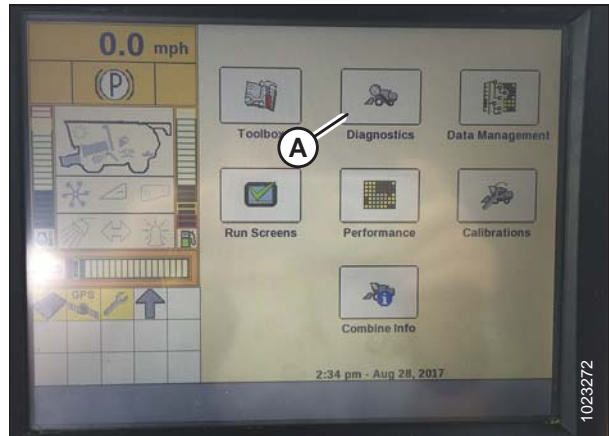 0.0 mph
(P)
Toolbox
Diagnostics
Data Management
A
Run Screens
Performance
Calibrations
GPS
Combine Info
2:34 pm - Aug 28, 2017
1023272